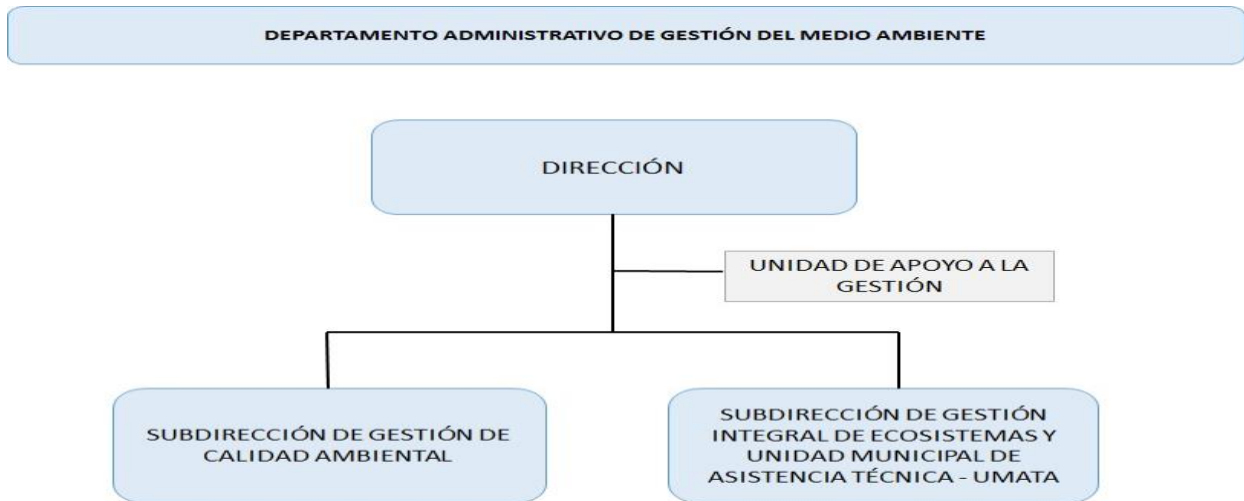 DEPARTAMENTO ADMINISTRATIVO DE GESTIÓN DEL MEDIO AMBIENTE
DIRECCIÓN
UNIDAD DE APOYO A LA
GESTIÓN
SUBDIRECCIÓN DE GESTIÓN DE
CALIDAD AMBIENTAL
SUBDIRECCIÓN DE GESTIÓN
INTEGRAL DE ECOSISTEMAS Y
UNIDAD MUNICIPAL DE
ASISTENCIA TÉCNICA - UMATA